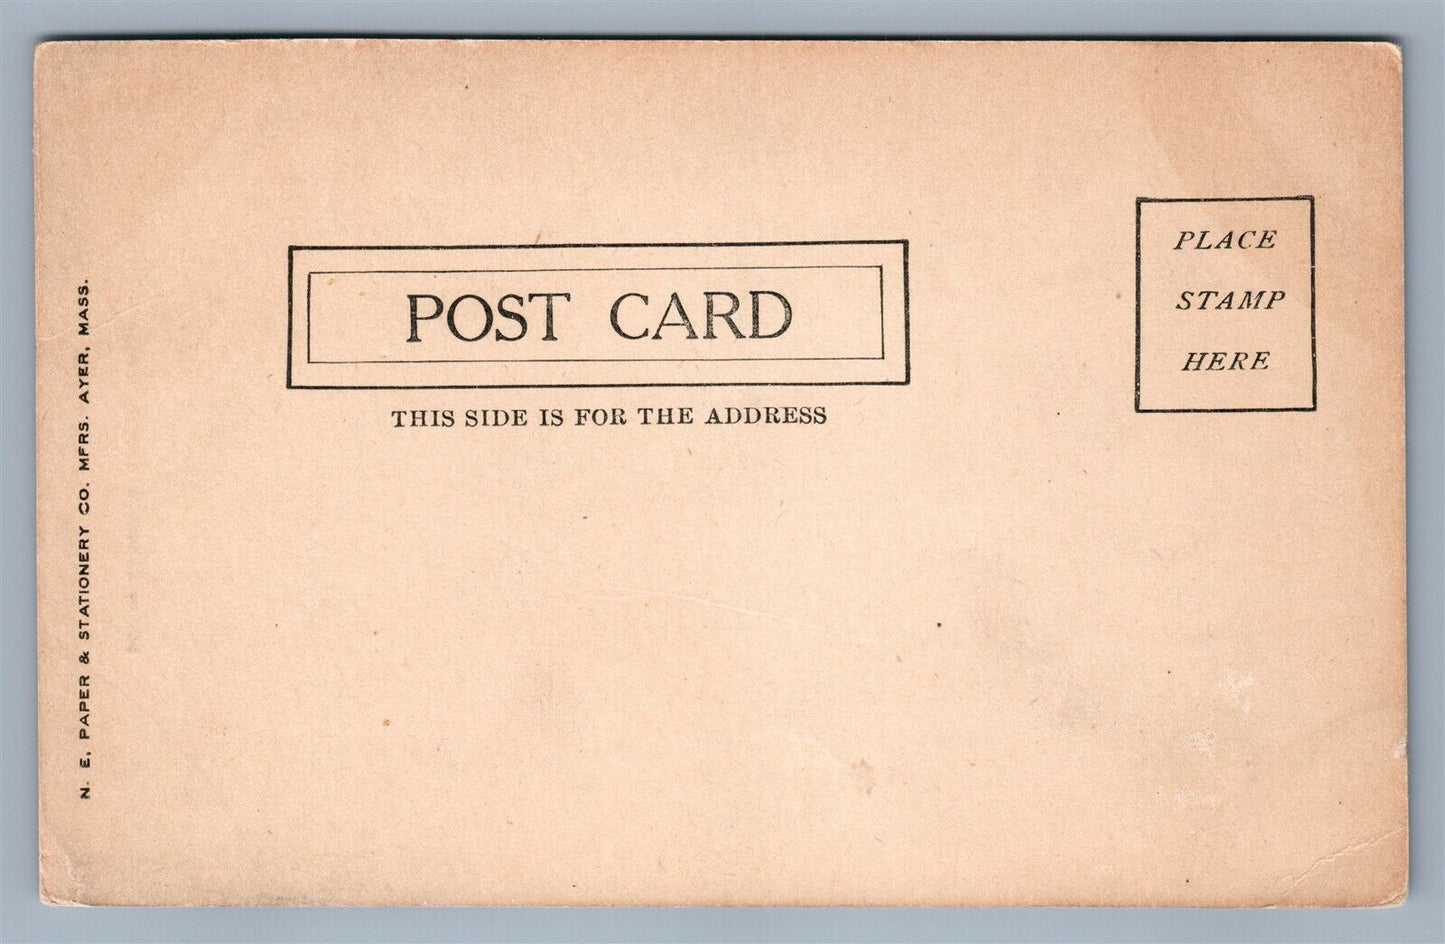 POST CARD
THIS SIDE IS FOR THE ADDRESS
PLACE
STAMP
HERE
N. E. PAPER & STATIONERY CO. MFRS. AYER, MASS.